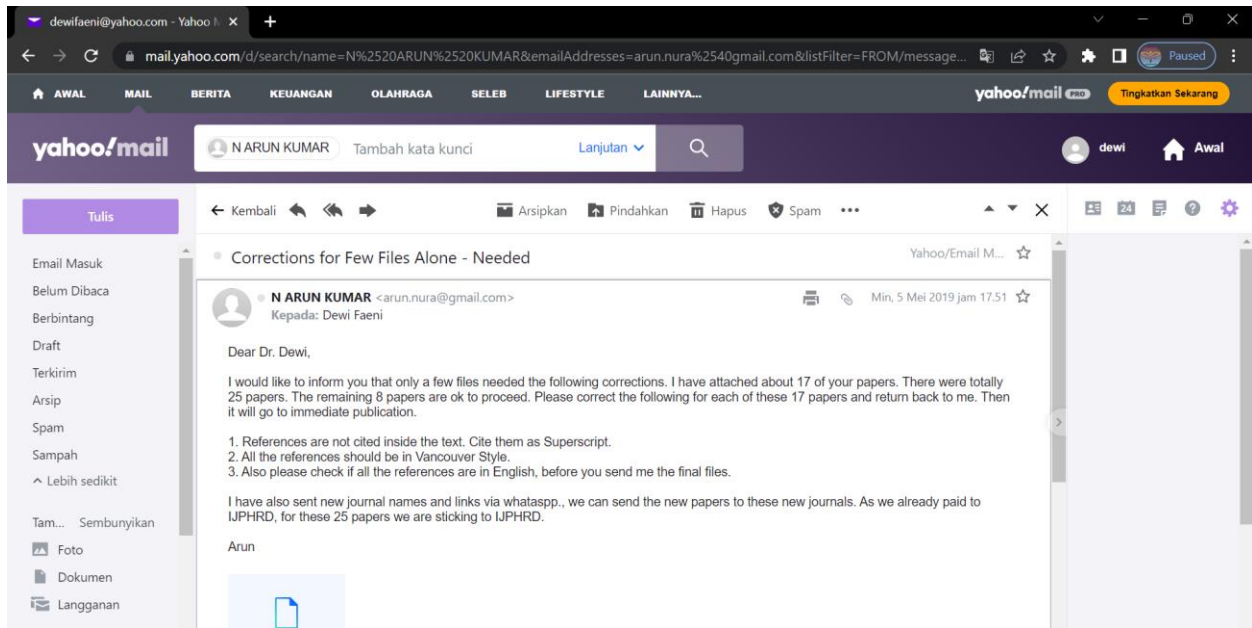 dewifaeni@yahoo.com - Yahoo M
mail.yahoo.com/d/search/name=N%2520ARUN%2520KUMAR&emailAddresses=arun.nura%2540gmail.com&listFilter=FROM/message...
Paused
AWAL MAIL BERITA KEUANGAN OLAHRAGA SELEB LIFESTYLE LAINNYA...
yahoo!mail PRO
Tingkatkan Sekarang
yahoo!mail
N ARUN KUMAR Tambah kata kunci Lanjutan
dewi Awal
Tulis
Kembali Arsipkan Pindahkan Hapus Spam
24
Email Masuk
Belum Dibaca
Berbintang
Draft
Terkirim
Arsip
Spam
Sampah
Lebih sedikit
Tam... Sembunyikan
Foto
Dokumen
Langganan
Corrections for Few Files Alone - Needed
Yahoo/Email M...
N ARUN KUMAR <arun.nura@gmail.com>
Min, 5 Mei 2019 jam 17.51
Kepada: Dewi Faeni
Dear Dr. Dewi,
I would like to inform you that only a few files needed the following corrections. I have attached about 17 of your papers. There were totally
25 papers. The remaining 8 papers are ok to proceed. Please correct the following for each of these 17 papers and return back to me. Then
it will go to immediate publication.
1. References are not cited inside the text. Cite them as Superscript.
2. All the references should be in Vancouver Style.
3. Also please check if all the references are in English, before you send me the final files.
I have also sent new journal names and links via whataspp., we can send the new papers to these new journals. As we already paid to
IJPHRD, for these 25 papers we are sticking to IJPHRD.
Arun